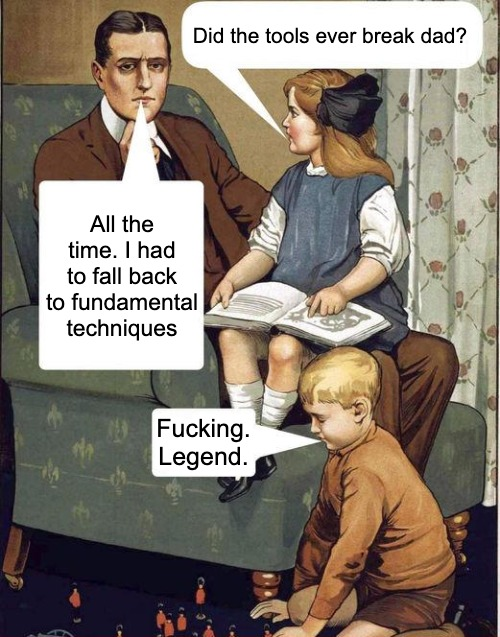 Did the tools ever break dad?
All the
time. I had
to fall back
to fundamental
techniques
Fucking.
Legend.